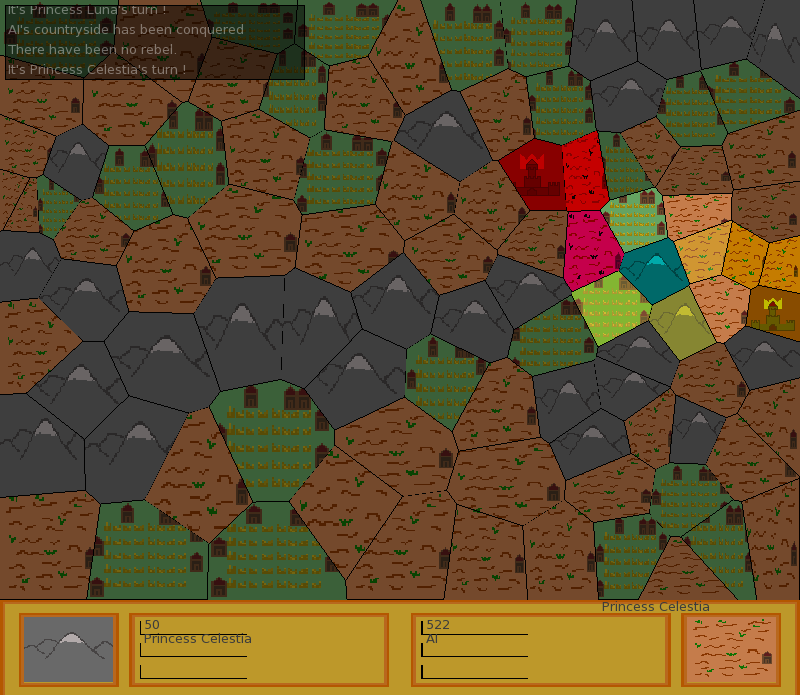 It's Princess Luna's turn !
AI's countryside has been conquered
There have been no rebel.
It's Princess Celestia's turn !
Princess Celestia
50
Princess Celestia
522
AI